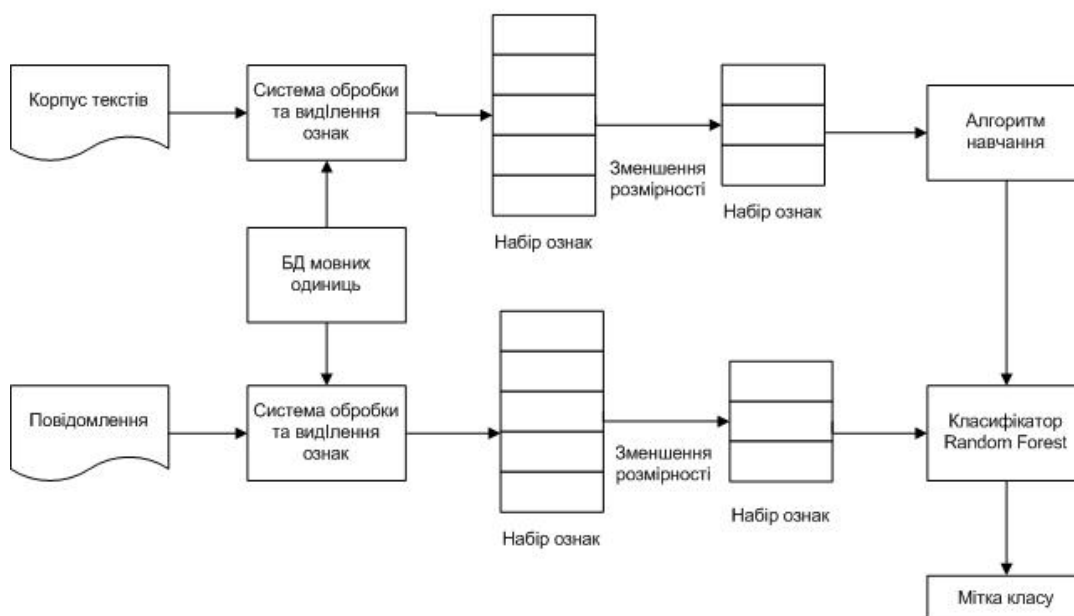 Корпус текстів
Система обробки
та виділення
ознак
Зменшення
розмірності
Алгоритм
навчання
Набір ознак
Набір ознак
БД мовних
одиниць
Повідомлення
Система обробки
та виділення
ознак
Зменшення
розмірності
Класифікатор
Random Forest
Набір ознак
Набір ознак
Мітка класу